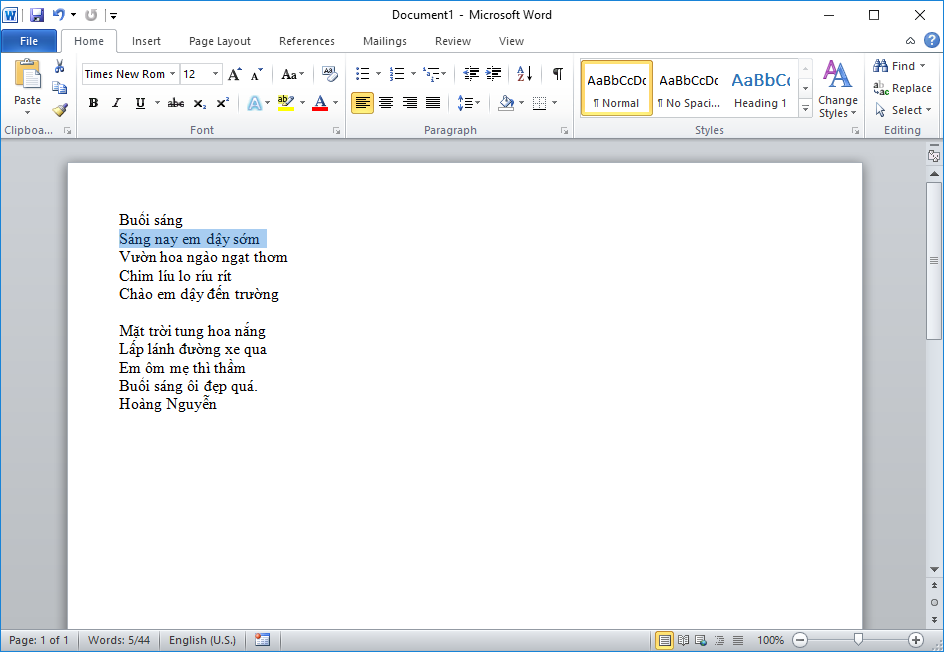 Document1 - Microsoft Word
File Home Insert Page Layout References Mailings Review View
Paste
Clipboa...
Times New Rom 12
Font
Paragraph
AaBbCcDc AaBbCcDc AaBbCc
¶ Normal ¶ No Spaci... Heading 1
Change Styles
Styles
Find
Replace
Select
Editing
Buổi sáng
Sáng nay em dậy sớm
Vườn hoa ngào ngạt thơm
Chim líu lo ríu rít
Chào em dậy đến trường
Mặt trời tung hoa nắng
Lấp lánh đường xe qua
Em ôm mẹ thì thầm
Buổi sáng ôi đẹp quá.
Hoàng Nguyễn
Page: 1 of 1 Words: 5/44 English (U.S.) 100%